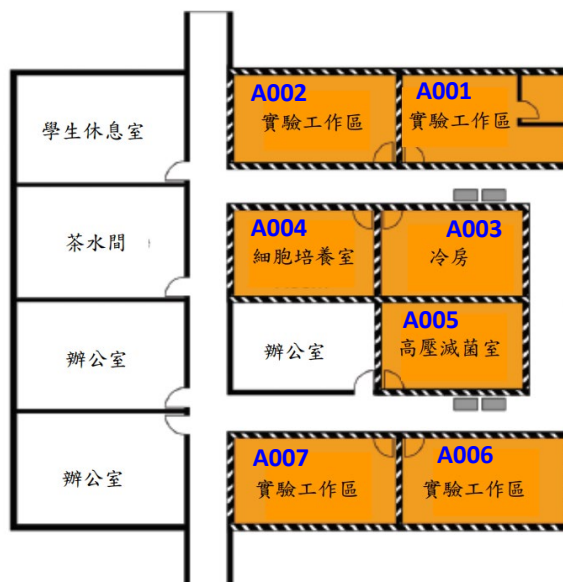 A002
實驗工作區
A001
實驗工作區
學生休息室
A004
細胞培養室
A003
冷房
茶水間
A005
高壓滅菌室
辦公室
辦公室
A007
實驗工作區
A006
實驗工作區
辦公室